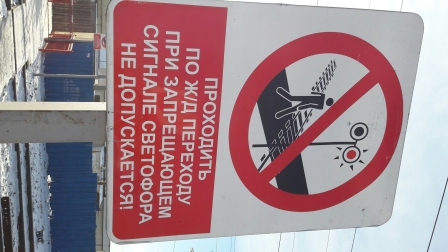 ПРОХОДИТЬ
ПО Ж/Д ПЕРЕХОДУ
ПРИ ЗАПРЕЩАЮЩЕМ
СИГНАЛЕ СВЕТОФОРА
НЕ ДОПУСКАЕТСЯ!